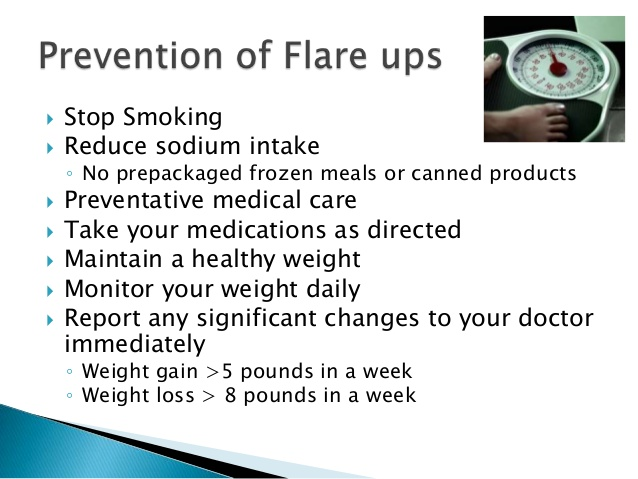 Prevention of Flare ups
Stop Smoking
Reduce sodium intake
No prepackaged frozen meals or canned products
Preventative medical care
Take your medications as directed
Maintain a healthy weight
Monitor your weight daily
Report any significant changes to your doctor
immediately
Weight gain >5 pounds in a week
Weight loss > 8 pounds in a week